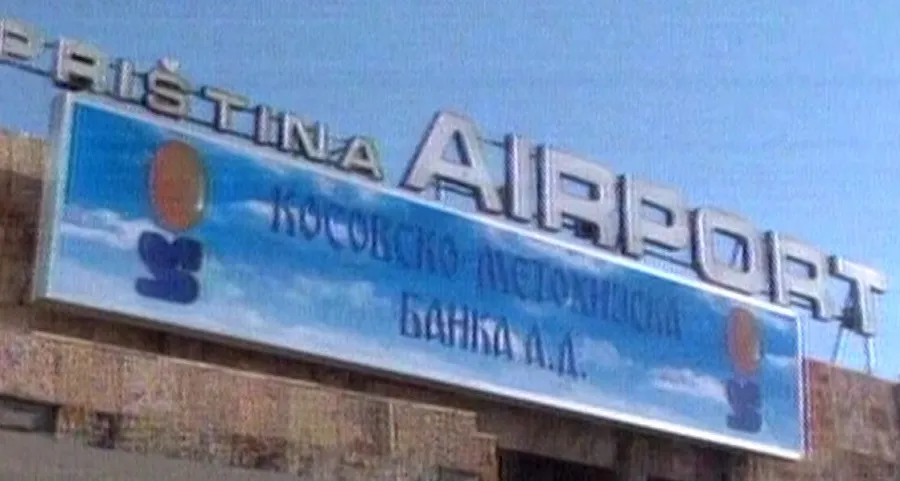 PRIŠTINA AIRPORT
КОСОВСКО МЕТОХИЈСКА
БАНКА А.Д.